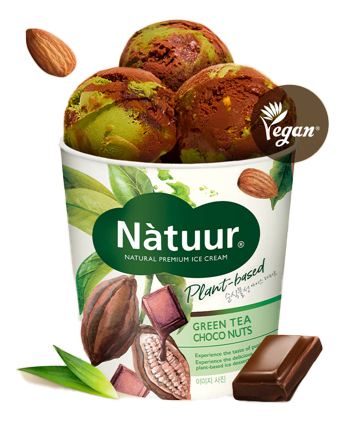 Vegan®
Nàtuur®
NATURAL PREMIUM ICE CREAM
Plant-based
GREEN TEA
CHOCO NUTS
Experience the taste of
Experience the
plant-based ice
이미지 사진